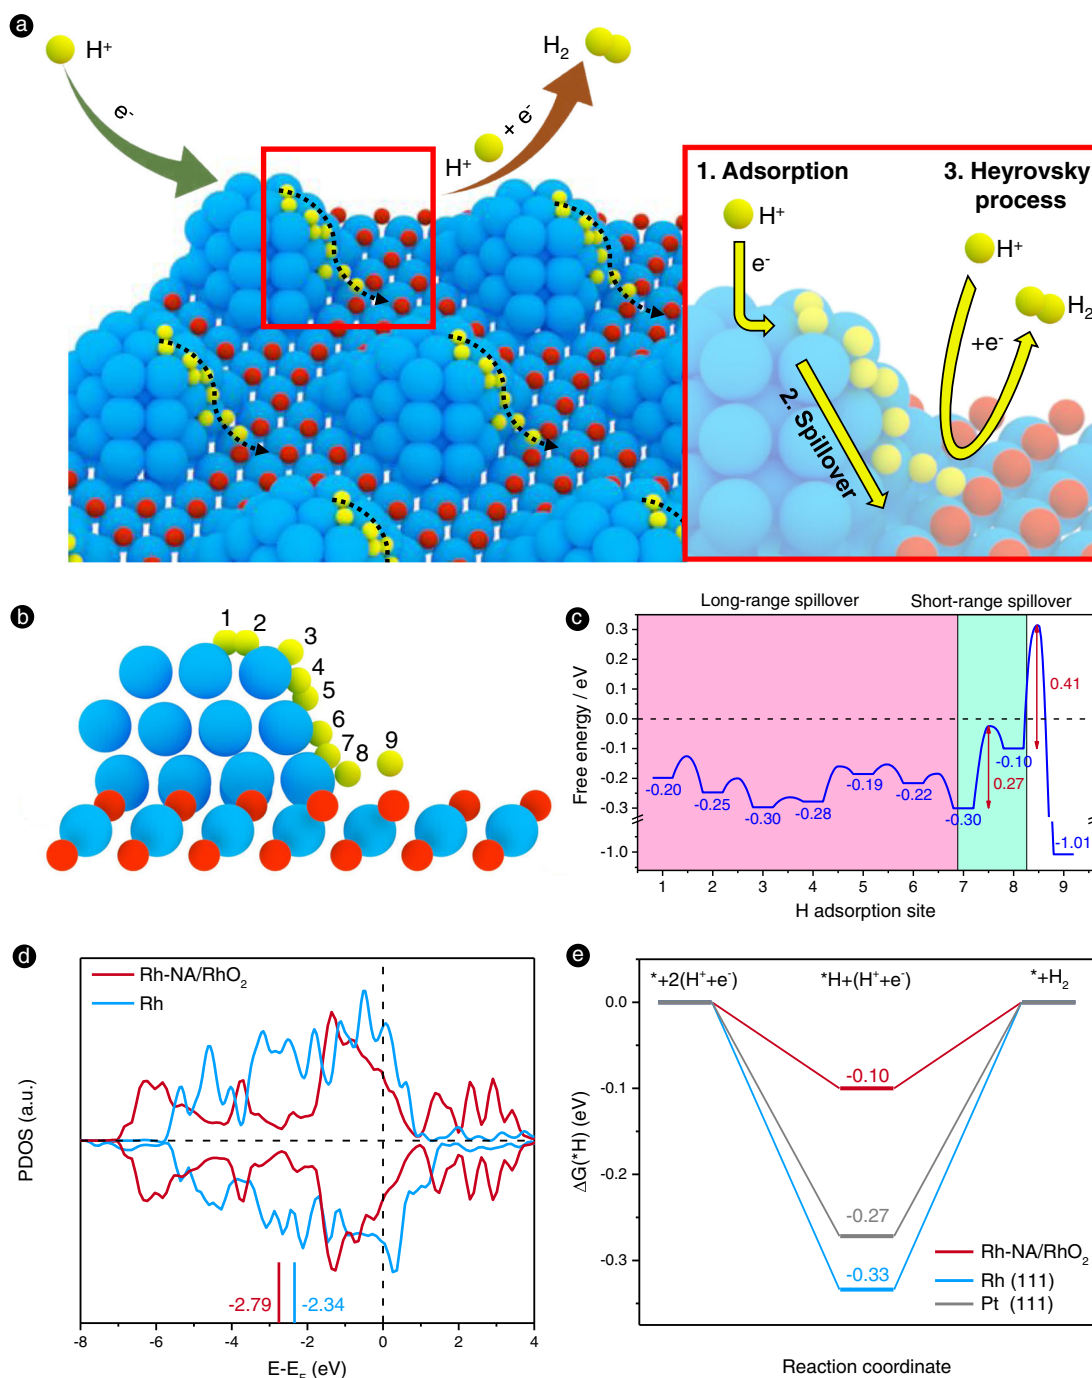 a
H⁺
e⁻
H₂
H⁺ + e⁻
1. Adsorption
H⁺
e⁻
2. Spillover
3. Heyrovsky
process
H⁺
H₂
+e⁻
b
1
2
3
4
5
6
7
8
9
c
Long-range spillover
Short-range spillover
Free energy / eV
0.3
0.2
0.1
0.0
-0.1
-0.2
-0.3
-1.0
-0.20
-0.25
-0.30
-0.28
-0.19
-0.22
-0.30
-0.10
-1.01
0.27
0.41
1 2 3 4 5 6 7 8 9
H adsorption site
d
Rh-NA/RhO₂
Rh
PDOS (a.u.)
-2.79
-2.34
-8 -6 -4 -2 0 2 4
E-E_F (eV)
e
*+2(H⁺+e⁻)
*H+(H⁺+e⁻)
*+H₂
ΔG(*H) (eV)
0.0
-0.1
-0.2
-0.3
-0.10
-0.27
-0.33
Rh-NA/RhO₂
Rh (111)
Pt (111)
Reaction coordinate